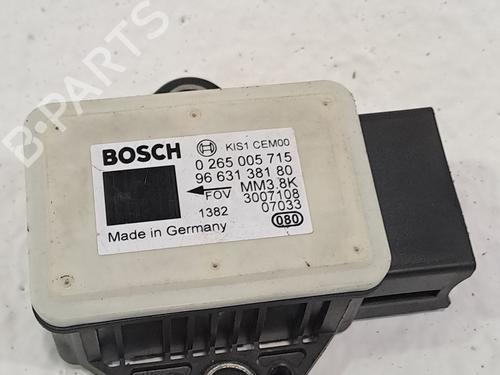 BOSCH KIS1 CEM00
0 265 005 715
96 631 381 80
MM3.8K
FOV 3007108
1382 07033
Made in Germany 080
B-PARTS